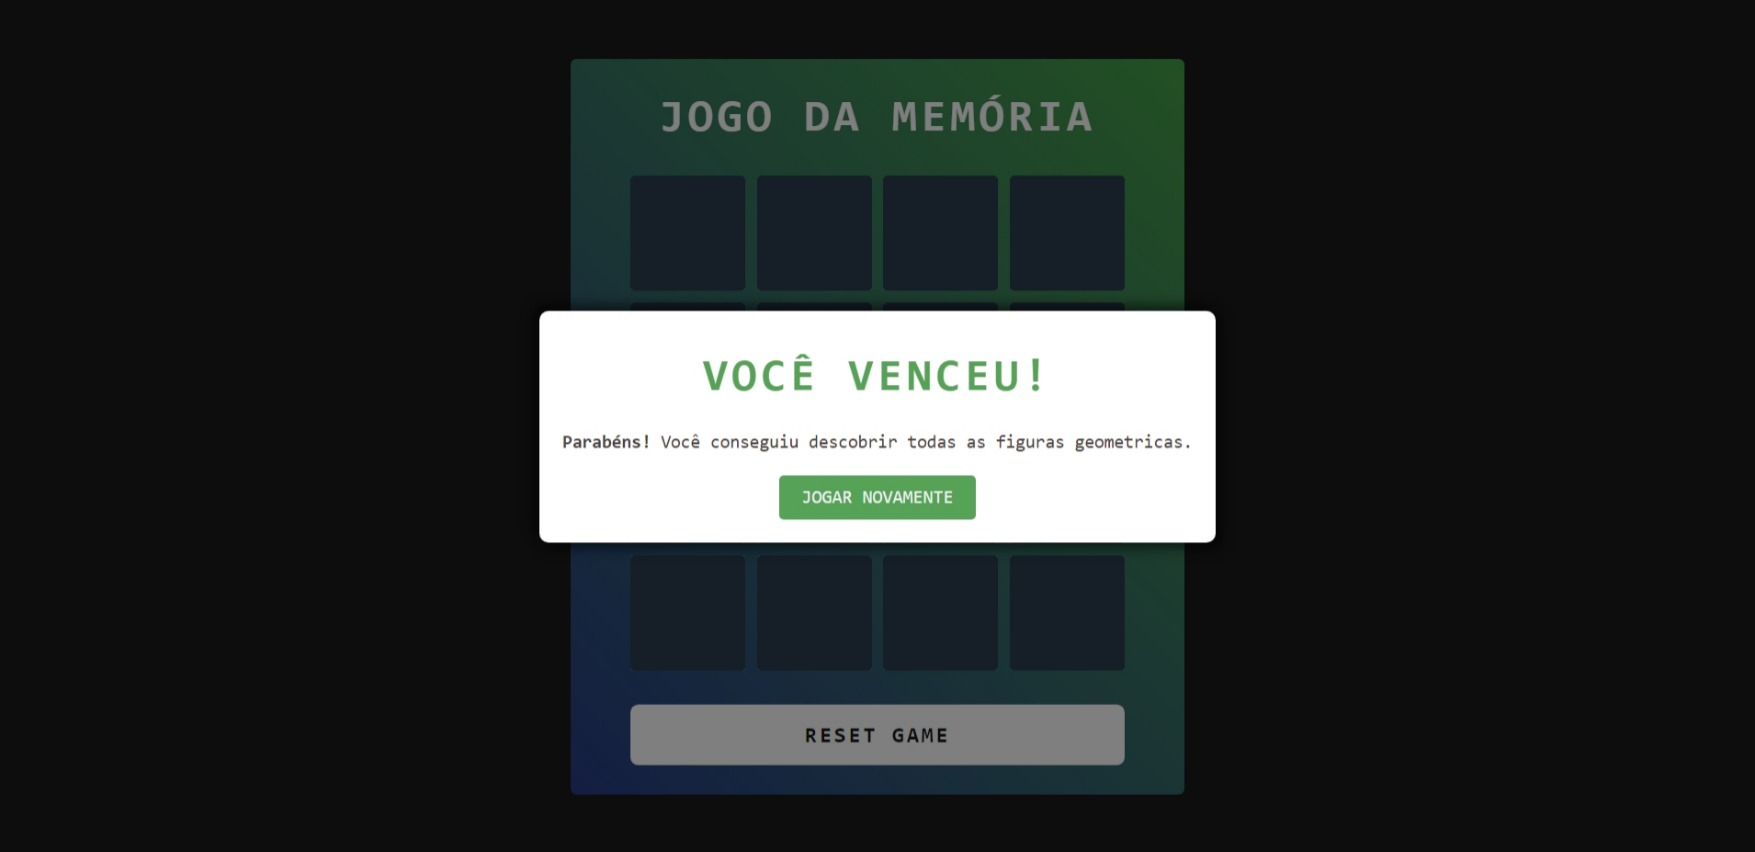 JOGO DA MEMÓRIA
VOCÊ VENCEU!
Parabéns! Você conseguiu descobrir todas as figuras geometricas.
JOGAR NOVAMENTE
RESET GAME